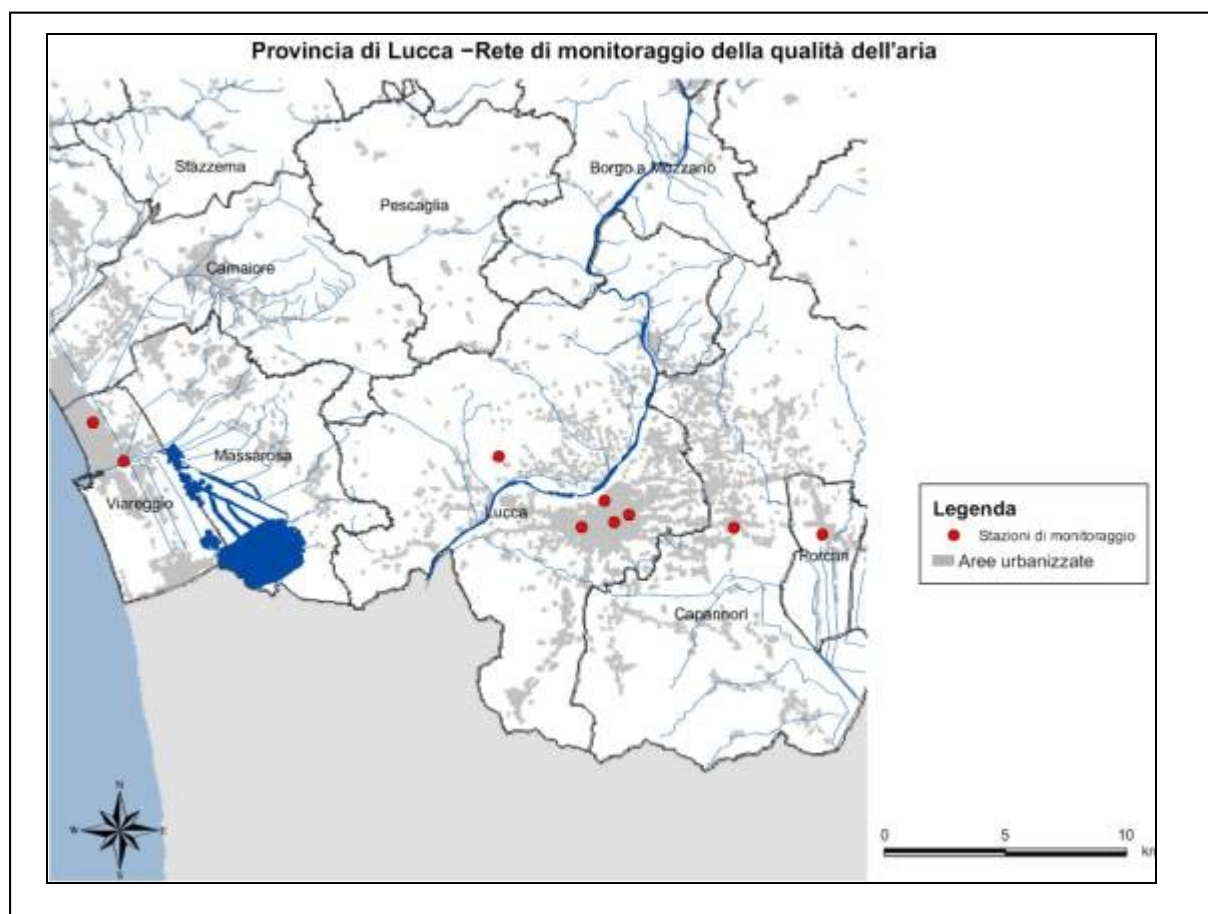 Provincia di Lucca –Rete di monitoraggio della qualità dell'aria
Stazzema
Borgo a Mozzano
Pescaglia
Camaiore
Massarosa
Viareggio
Lucca
Porcari
Capannori
Legenda
Stazioni di monitoraggio
Aree urbanizzate
N
W
E
S
0 5 10
km